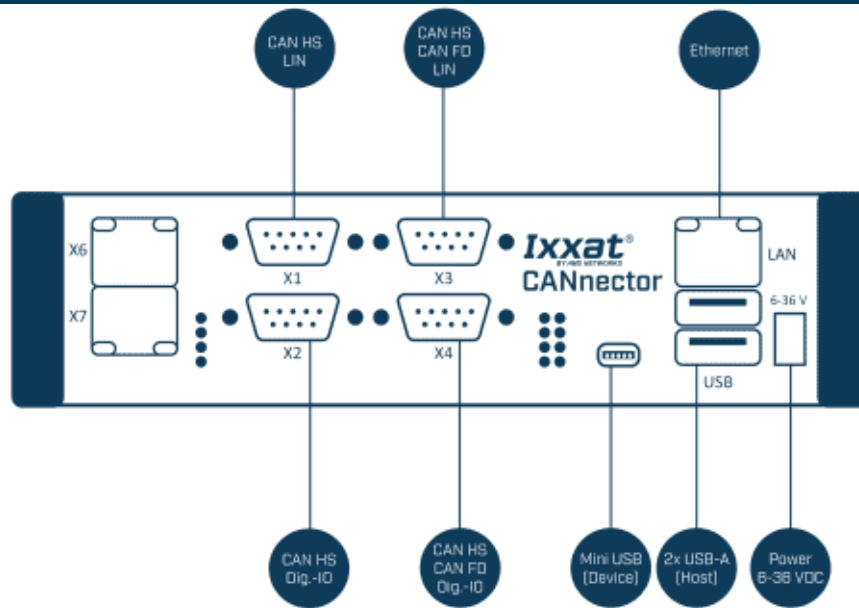 CAN HS
LIN
CAN HS
CAN FD
LIN
Ethernet
X6
X1
X3
Ixxat®
BY HMS NETWORKS
CANnector
LAN
X7
X2
X4
6-36 V
USB
CAN HS
Dig.-IO
CAN HS
CAN FD
Dig.-IO
Mini USB
(Device)
2x USB-A
(Host)
Power
6-36 VDC